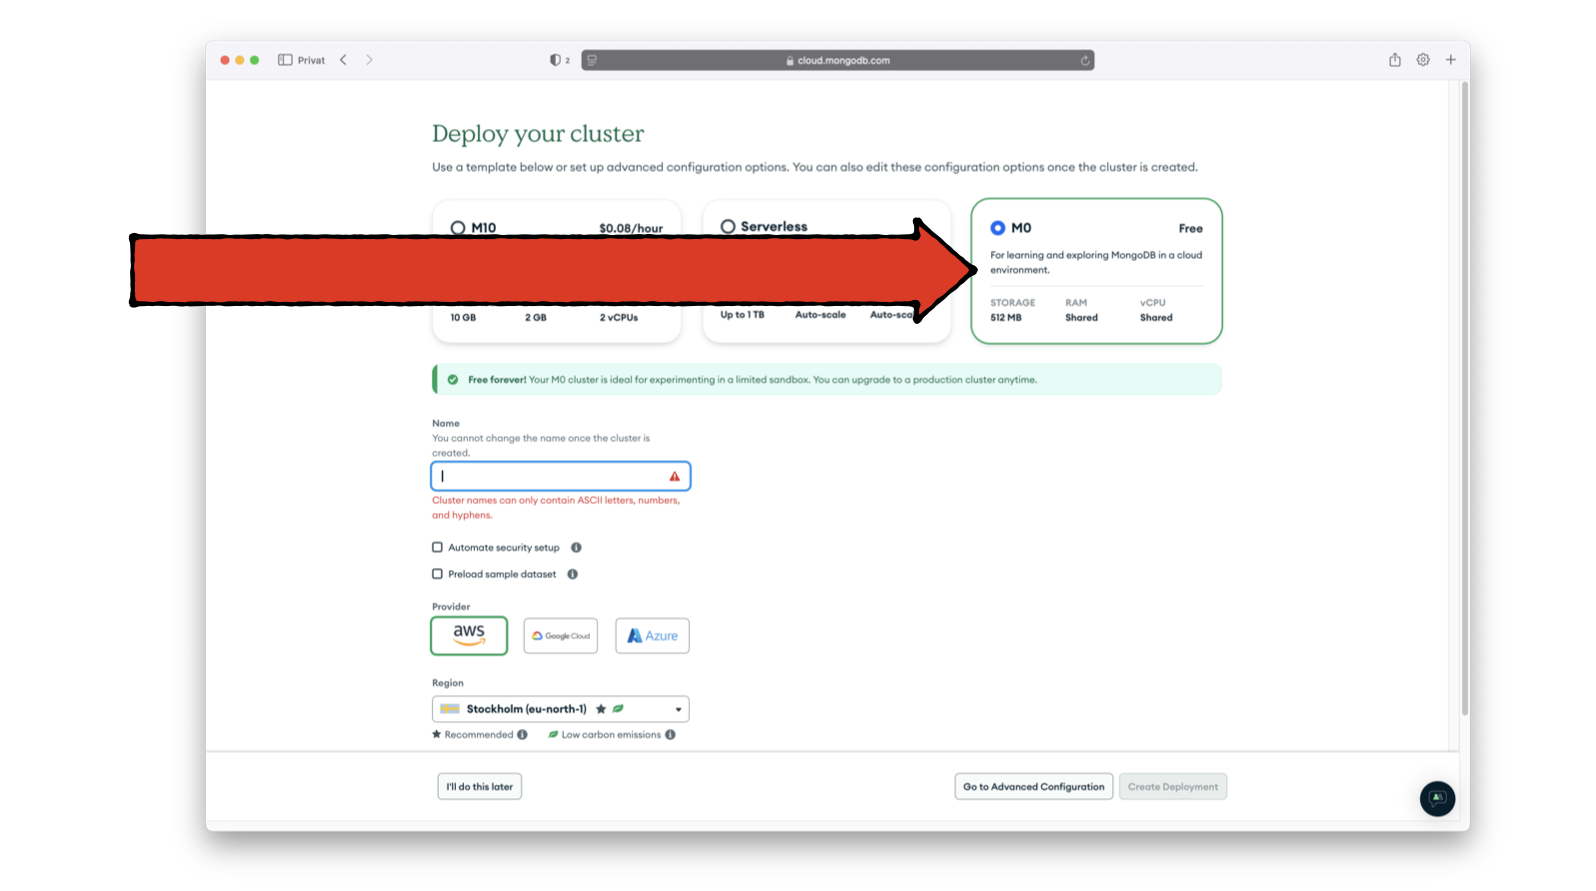 Privat
2
cloud.mongodb.com
Deploy your cluster
Use a template below or set up advanced configuration options. You can also edit these configuration options once the cluster is created.
M10 $0.08/hour
10 GB 2 GB 2 vCPUs
Serverless
Up to 1 TB Auto-scale
M0 Free
For learning and exploring MongoDB in a cloud
environment.
STORAGE RAM vCPU
512 MB Shared Shared
Free forever! Your M0 cluster is ideal for experimenting in a limited sandbox. You can upgrade to a production cluster anytime.
Name
You cannot change the name once the cluster is
created.
Cluster names can only contain ASCII letters, numbers,
and hyphens.
Automate security setup
Preload sample dataset
Provider
aws Google Cloud Azure
Region
Stockholm (eu-north-1)
Recommended Low carbon emissions
I'll do this later Go to Advanced Configuration Create Deployment